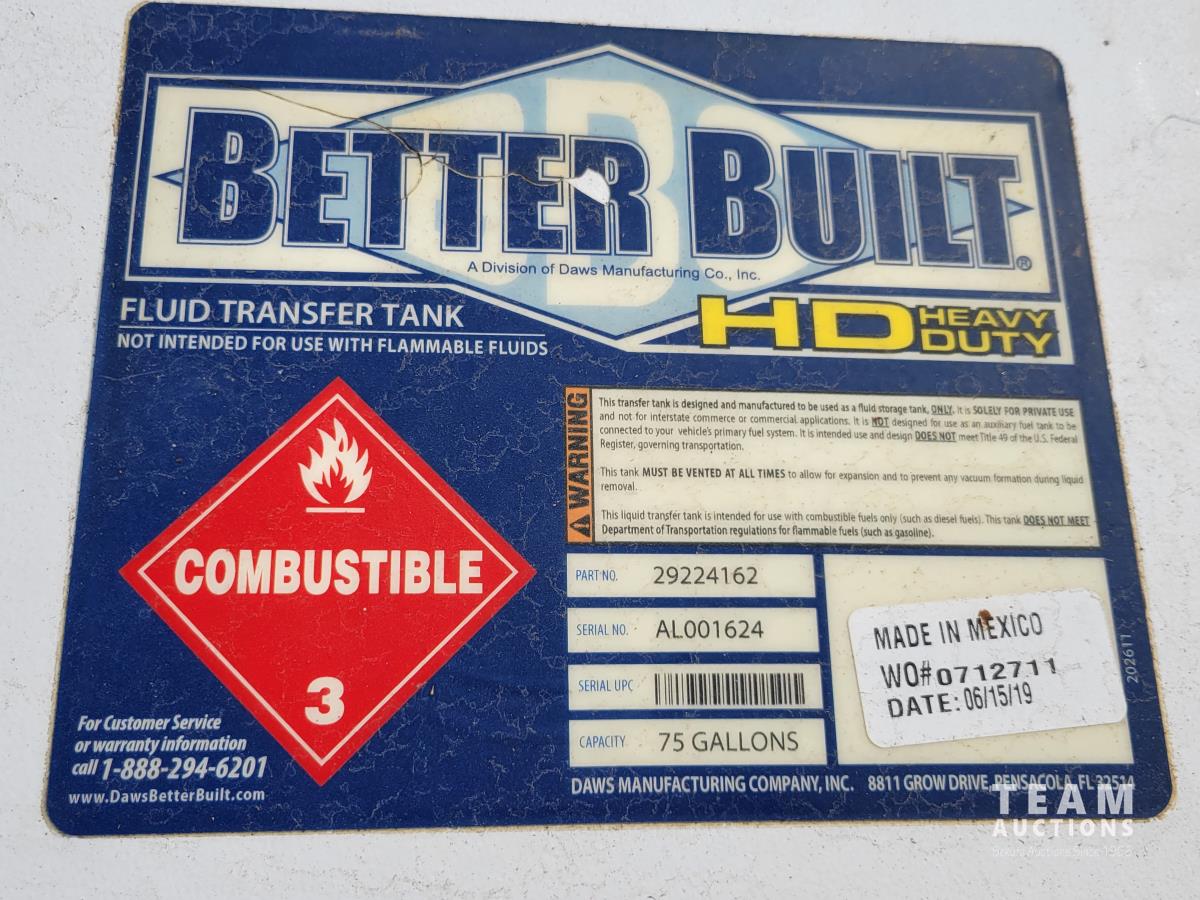 BETTER BUILT®
A Division of Daws Manufacturing Co., Inc.
HD HEAVY DUTY
FLUID TRANSFER TANK
NOT INTENDED FOR USE WITH FLAMMABLE FLUIDS
COMBUSTIBLE
3
WARNING
This transfer tank is designed and manufactured to be used as a fluid storage tank, ONLY. It is SOLELY FOR PRIVATE USE
and not for interstate commerce or commercial applications. It is NOT designed for use as an auxiliary fuel tank to be
connected to your vehicle's primary fuel system. It is intended use and design DOES NOT meet Title 49 of the U.S. Federal
Register, governing transportation.
This tank MUST BE VENTED AT ALL TIMES to allow for expansion and to prevent any vacuum formation during liquid
removal.
This liquid transfer tank is intended for use with combustible fuels only (such as diesel fuels). This tank DOES NOT MEET
Department of Transportation regulations for flammable fuels (such as gasoline).
PART NO. 29224162
SERIAL NO. AL001624
SERIAL UPC
CAPACITY 75 GALLONS
MADE IN MEXICO
WO#0712711
DATE: 06/15/19
202611
For Customer Service
or warranty information
call 1-888-294-6201
www.DawsBetterBuilt.com
DAWS MANUFACTURING COMPANY, INC. 8811 GROW DRIVE, PENSACOLA, FL 32514
TEAM
AUCTIONS